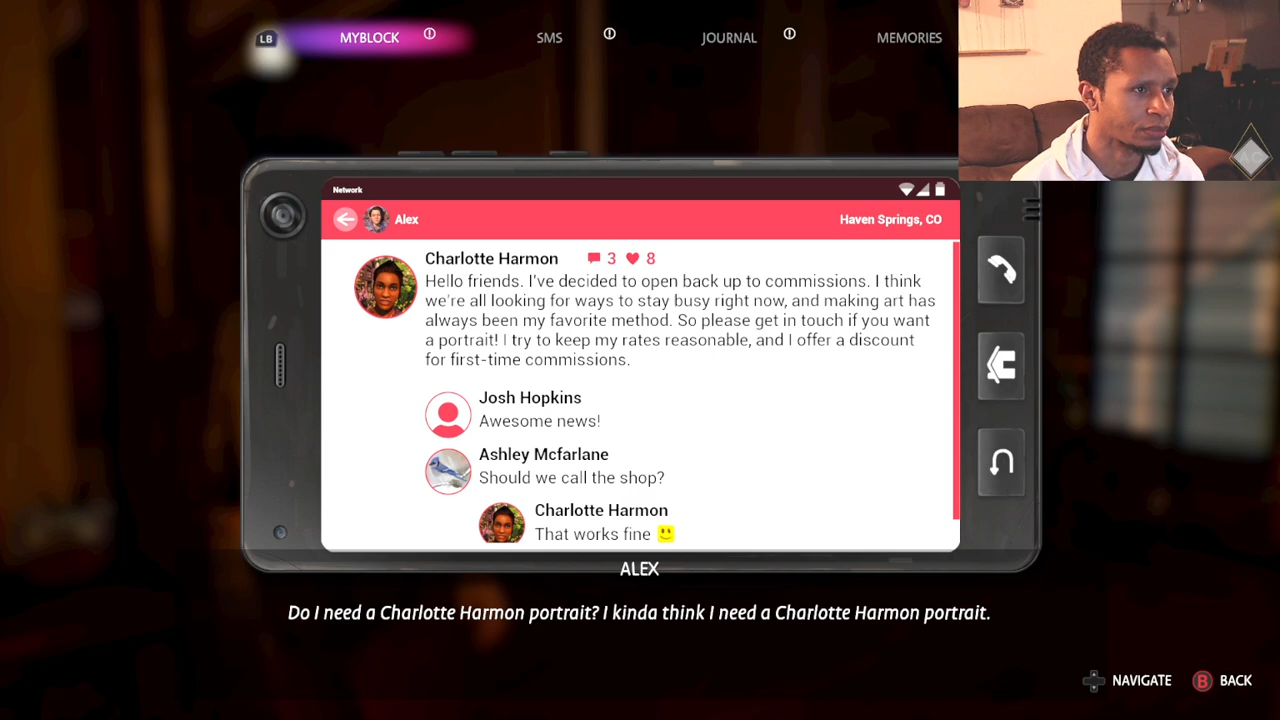 LB MYBLOCK SMS JOURNAL MEMORIES
Network
Alex Haven Springs, CO
Charlotte Harmon 3 8
Hello friends. I've decided to open back up to commissions. I think
we're all looking for ways to stay busy right now, and making art has
always been my favorite method. So please get in touch if you want
a portrait! I try to keep my rates reasonable, and I offer a discount
for first-time commissions.
Josh Hopkins
Awesome news!
Ashley Mcfarlane
Should we call the shop?
Charlotte Harmon
That works fine
ALEX
Do I need a Charlotte Harmon portrait? I kinda think I need a Charlotte Harmon portrait.
NAVIGATE B BACK